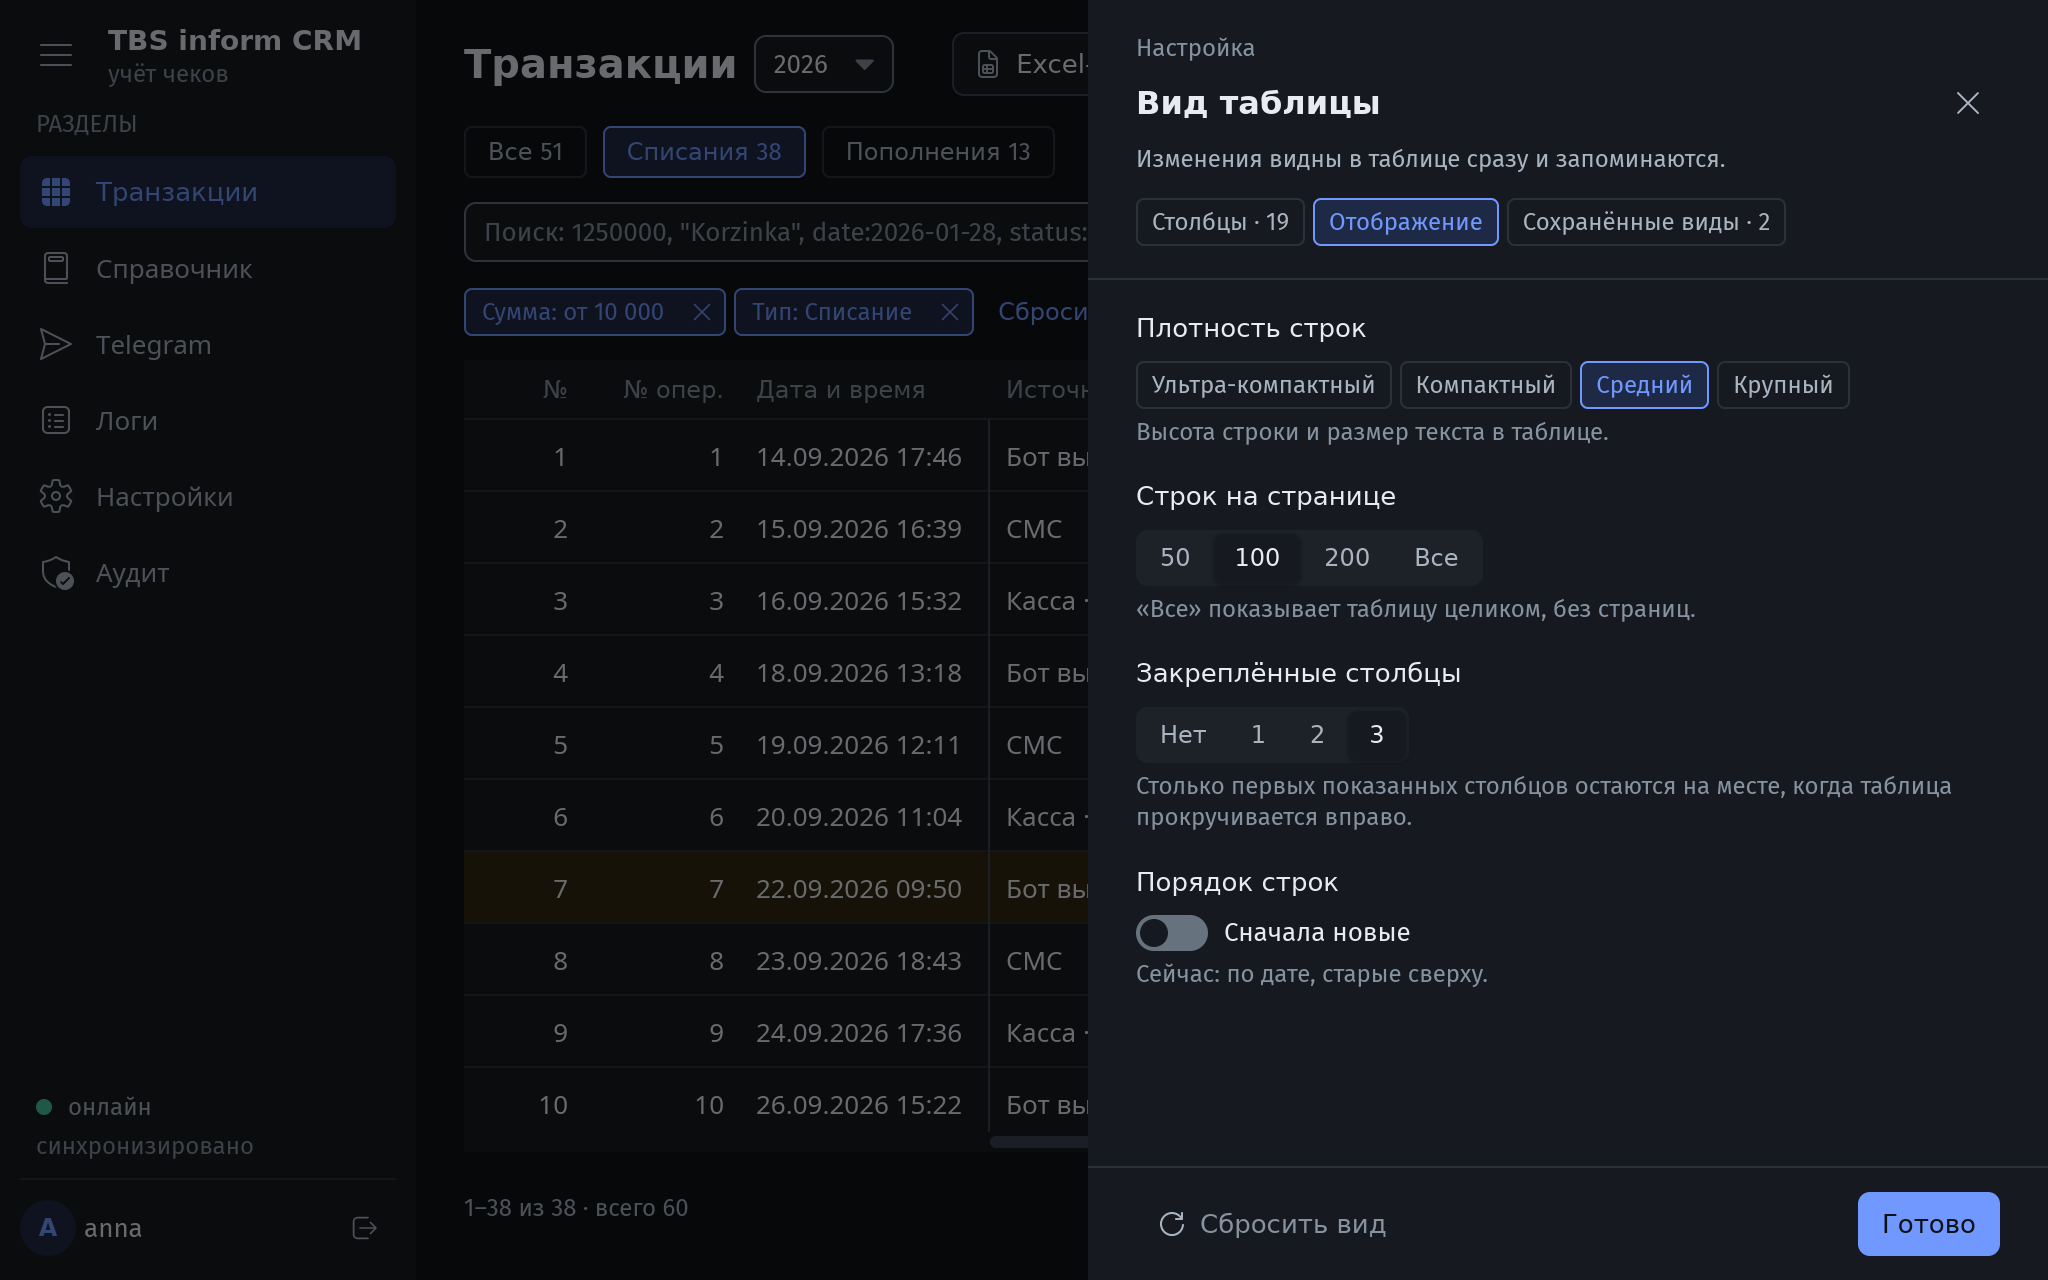 TBS inform CRM
учёт чеков
РАЗДЕЛЫ
Транзакции
Справочник
Telegram
Логи
Настройки
Аудит
онлайн
синхронизировано
A anna
Транзакции 2026 Excel-
Все 51 Списания 38 Пополнения 13
Поиск: 1250000, "Korzinka", date:2026-01-28, status:
Сумма: от 10 000 Тип: Списание
№ № опер. Дата и время
1 1 14.09.2026 17:46 Бот
2 2 15.09.2026 16:39 СМС
3 3 16.09.2026 15:32 Касса ·
4 4 18.09.2026 13:18 Бот
5 5 19.09.2026 12:11 СМС
6 6 20.09.2026 11:04 Касса ·
7 7 22.09.2026 09:50 Бот
8 8 23.09.2026 18:43 СМС
9 9 24.09.2026 17:36 Касса ·
10 10 26.09.2026 15:22 Бот
1–38 из 38 · всего 60
Настройка
Вид таблицы
Изменения видны в таблице сразу и запоминаются.
Столбцы · 19 Отображение Сохранённые виды · 2
Плотность строк
Ультра-компактный Компактный Средний Крупный
Высота строки и размер текста в таблице.
Строк на странице
50 100 200 Все
«Все» показывает таблицу целиком, без страниц.
Закреплённые столбцы
Нет 1 2 3
Столько первых показанных столбцов остаются на месте, когда таблица
прокручивается вправо.
Порядок строк
Сначала новые
Сейчас: по дате, старые сверху.
Сбросить вид Готово